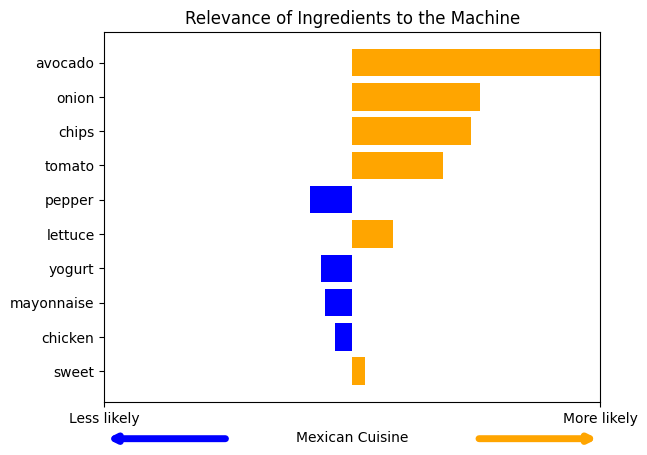 Relevance of Ingredients to the Machine
avocado
onion
chips
tomato
pepper
lettuce
yogurt
mayonnaise
chicken
sweet
Less likely
More likely
Mexican Cuisine